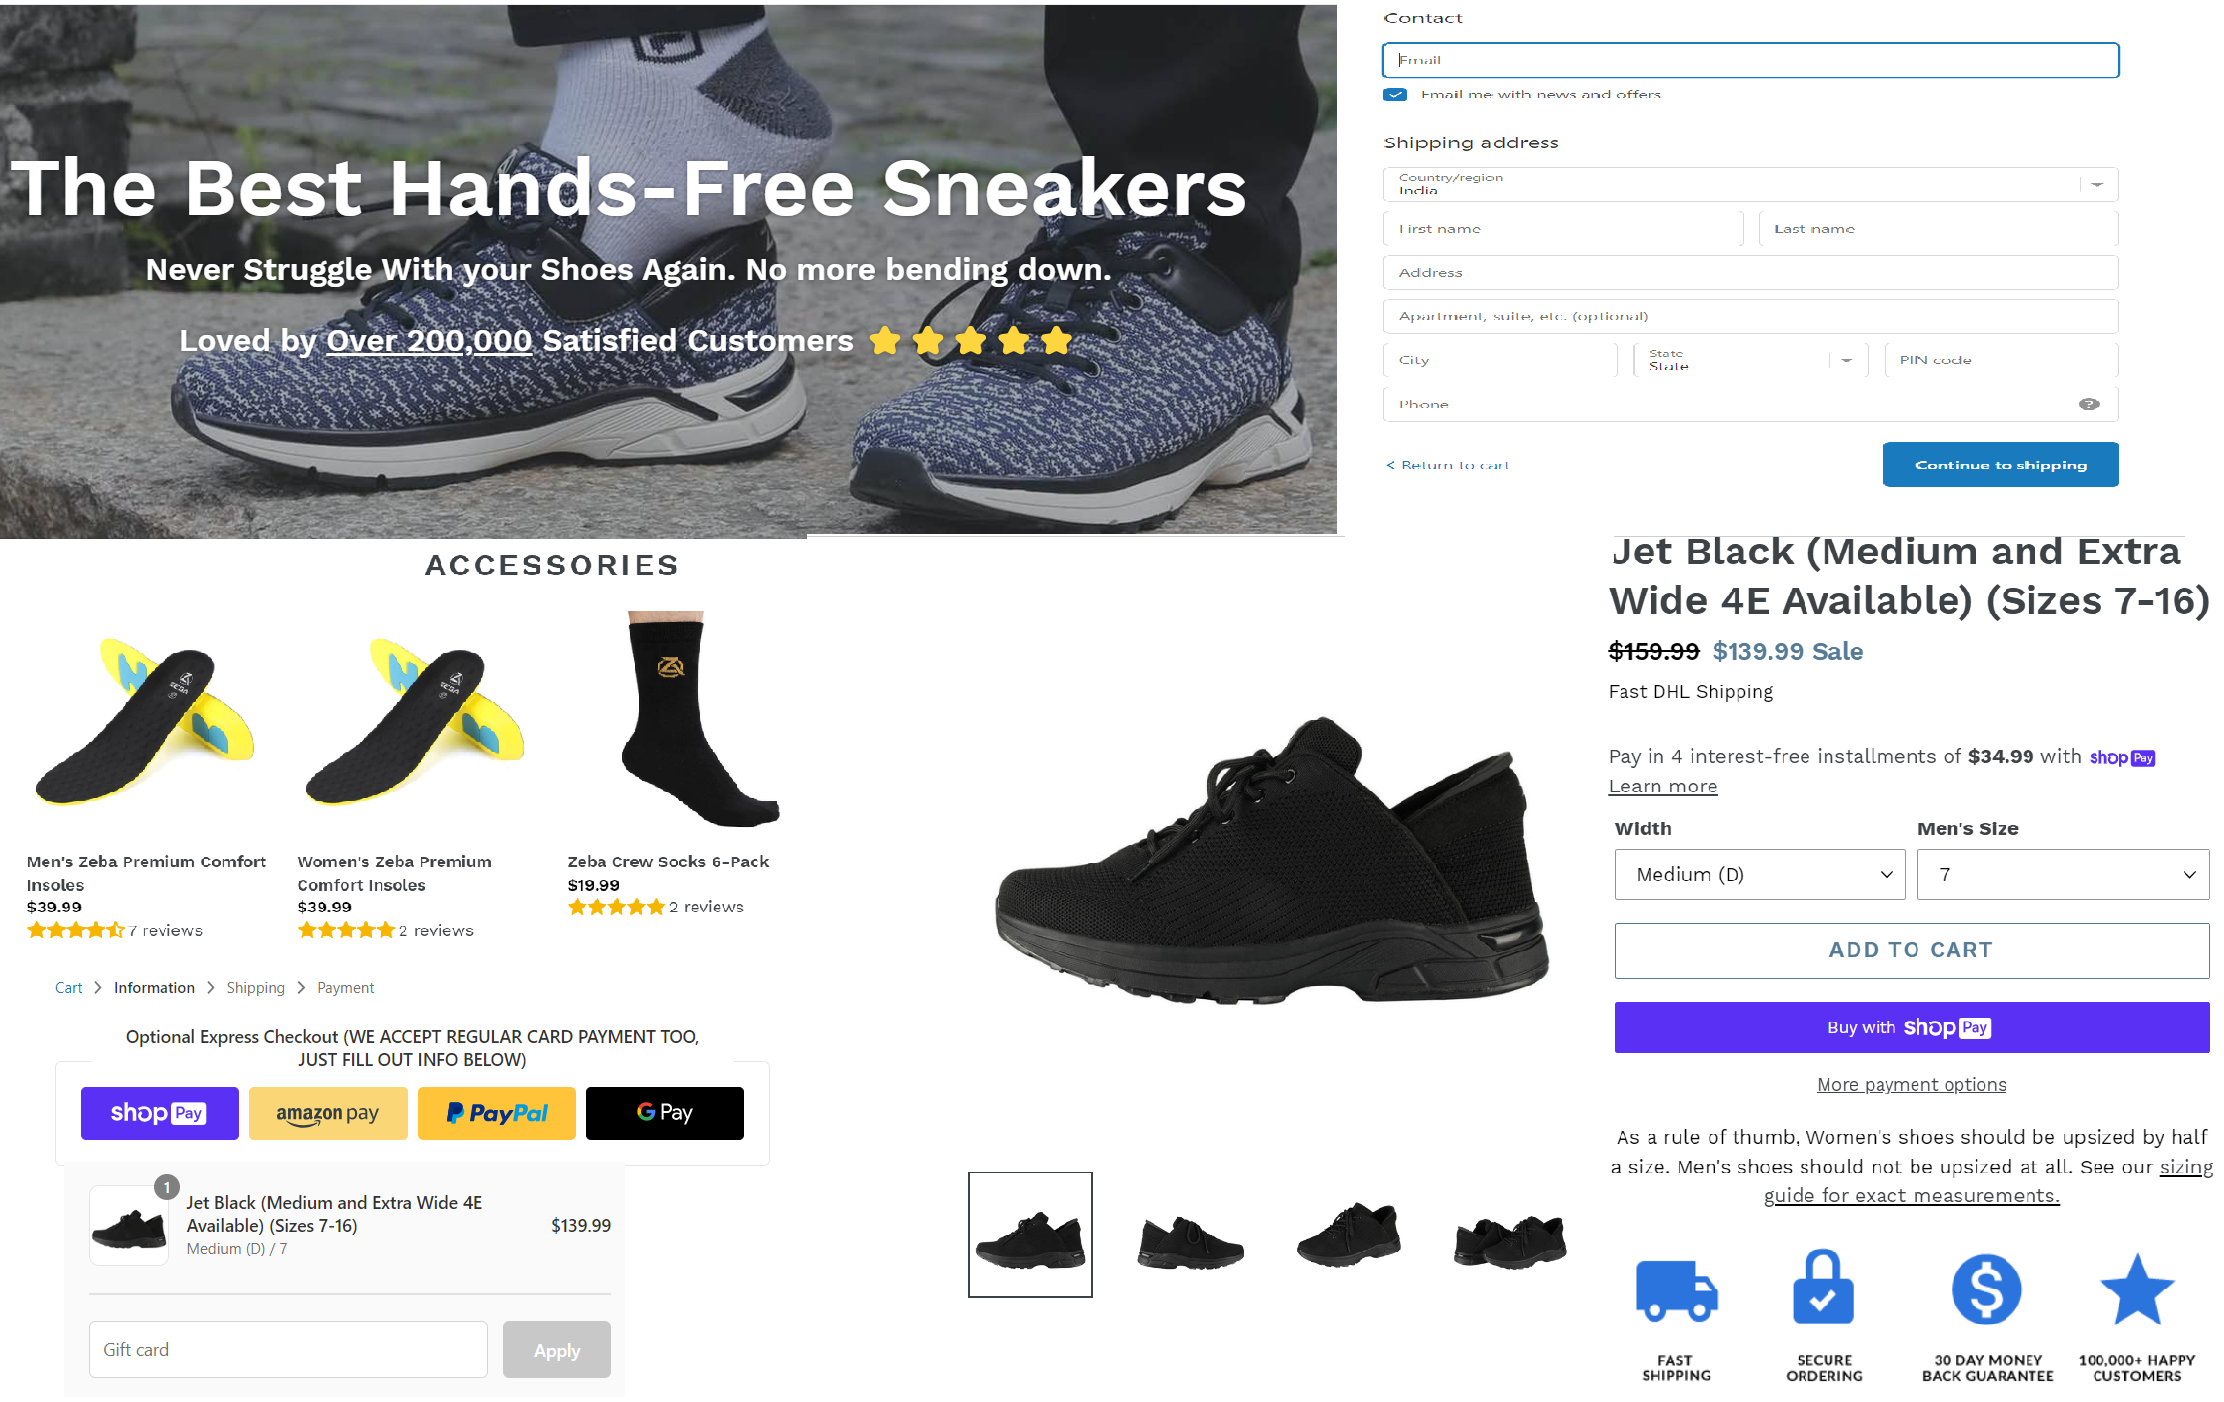 The Best Hands-Free Sneakers
Never Struggle With your Shoes Again. No more bending down.
Loved by Over 200,000 Satisfied Customers
Contact
Email
Email me with news and offers
Shipping address
Country/region
India
First name
Last name
Address
Apartment, suite, etc. (optional)
City
State
State
PIN code
Phone
?
< Return to cart
Continue to shipping
ACCESSORIES
ZEBA
ZEBA
Men's Zeba Premium Comfort
Insoles
$39.99
7 reviews
Women's Zeba Premium
Comfort Insoles
$39.99
2 reviews
Zeba Crew Socks 6-Pack
$19.99
2 reviews
Cart > Information > Shipping > Payment
Optional Express Checkout (WE ACCEPT REGULAR CARD PAYMENT TOO,
JUST FILL OUT INFO BELOW)
shop Pay
amazon pay
PayPal
G Pay
1
Jet Black (Medium and Extra Wide 4E
Available) (Sizes 7-16)
Medium (D) / 7
$139.99
Gift card
Apply
Jet Black (Medium and Extra
Wide 4E Available) (Sizes 7-16)
$159.99 $139.99 Sale
Fast DHL Shipping
Pay in 4 interest-free installments of $34.99 with shop Pay
Learn more
Width
Men's Size
Medium (D)
7
ADD TO CART
Buy with shop Pay
More payment options
As a rule of thumb, Women's shoes should be upsized by half
a size. Men's shoes should not be upsized at all. See our sizing
guide for exact measurements.
FAST
SHIPPING
SECURE
ORDERING
$
30 DAY MONEY
BACK GUARANTEE
100,000+ HAPPY
CUSTOMERS